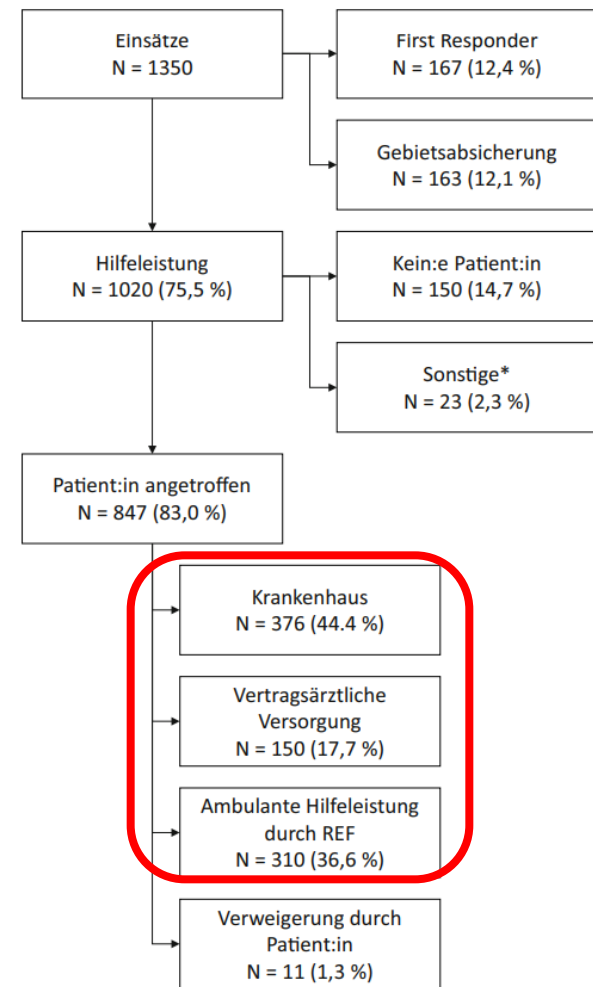 Einsätze
N = 1350
First Responder
N = 167 (12,4 %)
Gebietsabsicherung
N = 163 (12,1 %)
Hilfeleistung
N = 1020 (75,5 %)
Kein:e Patient:in
N = 150 (14,7 %)
Sonstige*
N = 23 (2,3 %)
Patient:in angetroffen
N = 847 (83,0 %)
Krankenhaus
N = 376 (44.4 %)
Vertragsärztliche
Versorgung
N = 150 (17,7 %)
Ambulante Hilfeleistung
durch REF
N = 310 (36,6 %)
Verweigerung durch
Patient:in
N = 11 (1,3 %)